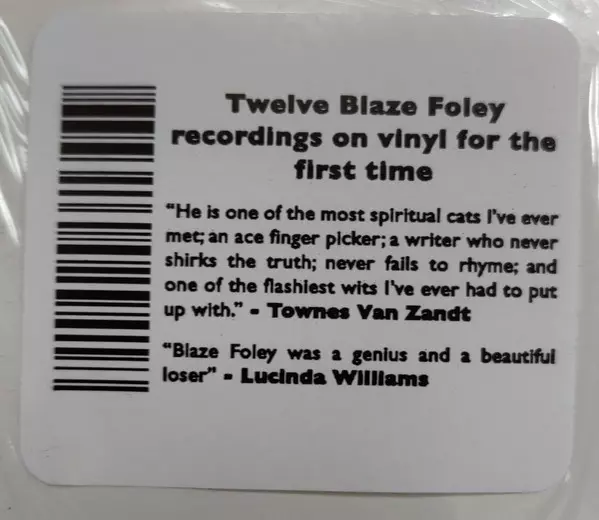 Twelve Blaze Foley
recordings on vinyl for the
first time
“He is one of the most spiritual cats I’ve ever
met; an ace finger picker; a writer who never
shirks the truth; never fails to rhyme; and
one of the flashiest wits I’ve ever had to put
up with.” - Townes Van Zandt
“Blaze Foley was a genius and a beautiful
loser” - Lucinda Williams